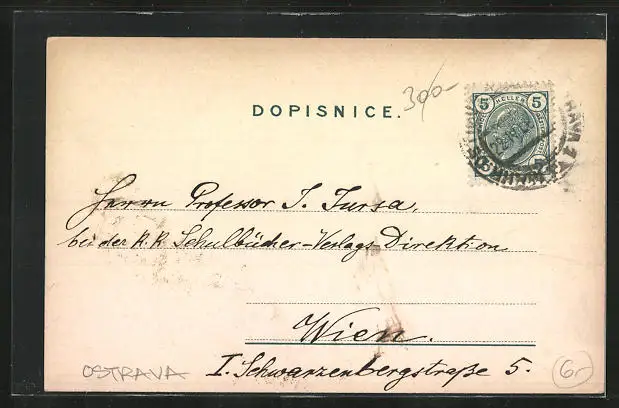 300-
DOPISNICE.
5 HELLER 5
Herrn Professor J. Jursa,
bei der k. k. Schulbücher-Verlags-Direktion
Wien.
I. Schwarzenbergstraße 5.
OSTRAVA
6-